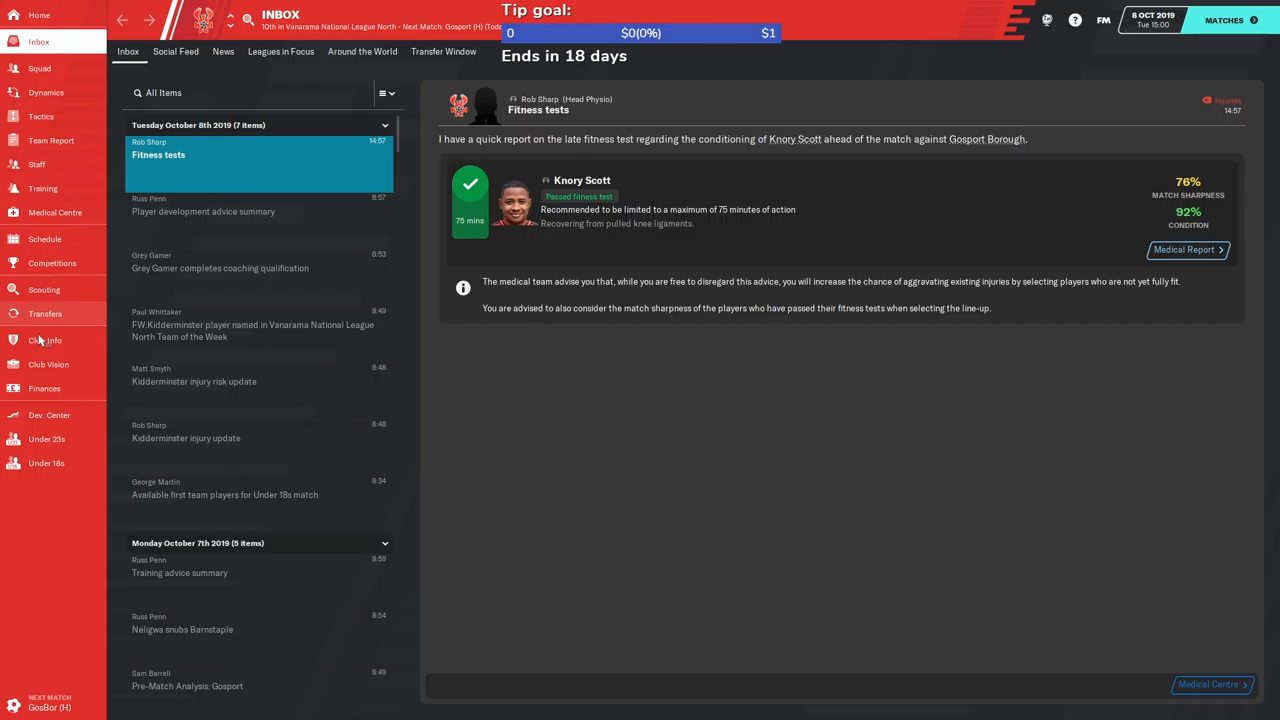 Home
Inbox
Squad
Dynamics
Tactics
Team Report
Staff
Training
Medical Centre
Schedule
Competitions
Scouting
Transfers
Club Info
Club Vision
Finances
Dev. Center
Under 23s
Under 18s
NEXT MATCH
GosBor (H)
INBOX
10th in Vanarama National League North - Next Match: Gosport (H) (Toda
Tip goal:
0 $0(0%) $1
Ends in 18 days
FM
8 OCT 2019
Tue 15:00
MATCHES
Inbox Social Feed News Leagues in Focus Around the World Transfer Window
All Items
Tuesday October 8th 2019 (7 items)
Rob Sharp 14:57
Fitness tests
Russ Penn 8:57
Player development advice summary
Grey Gamer 8:53
Grey Gamer completes coaching qualification
Paul Whittaker 8:49
FW:Kidderminster player named in Vanarama National League
North Team of the Week
Matt Smyth 8:48
Kidderminster injury risk update
Rob Sharp 8:48
Kidderminster injury update
George Martin 8:34
Available first team players for Under 18s match
Monday October 7th 2019 (5 items)
Russ Penn 8:59
Training advice summary
Russ Penn 8:54
Neligwa snubs Barnstaple
Sam Barrell 8:49
Pre-Match Analysis: Gosport
Rob Sharp (Head Physio)
Fitness tests
Injuries
14:57
I have a quick report on the late fitness test regarding the conditioning of Knory Scott ahead of the match against Gosport Borough.
75 mins
Knory Scott
Passed fitness test
Recommended to be limited to a maximum of 75 minutes of action
Recovering from pulled knee ligaments.
76%
MATCH SHARPNESS
92%
CONDITION
Medical Report
The medical team advise you that, while you are free to disregard this advice, you will increase the chance of aggravating existing injuries by selecting players who are not yet fully fit.
You are advised to also consider the match sharpness of the players who have passed their fitness tests when selecting the line-up.
Medical Centre